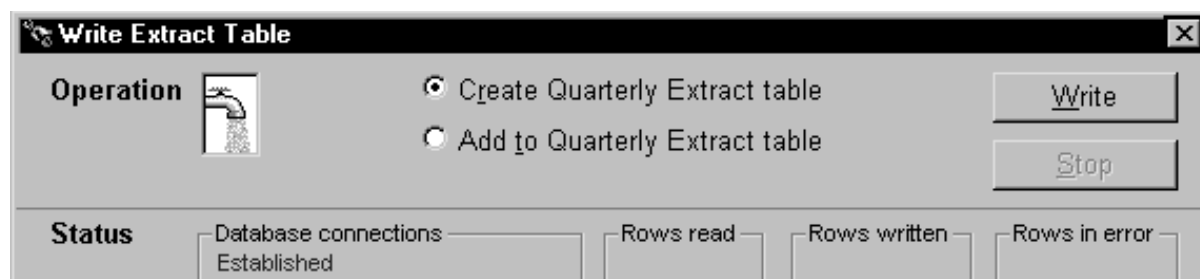 Write Extract Table
Operation
Create Quarterly Extract table
Write
Add to Quarterly Extract table
Stop
Status
Database connections
Rows read
Rows written
Rows in error
Established